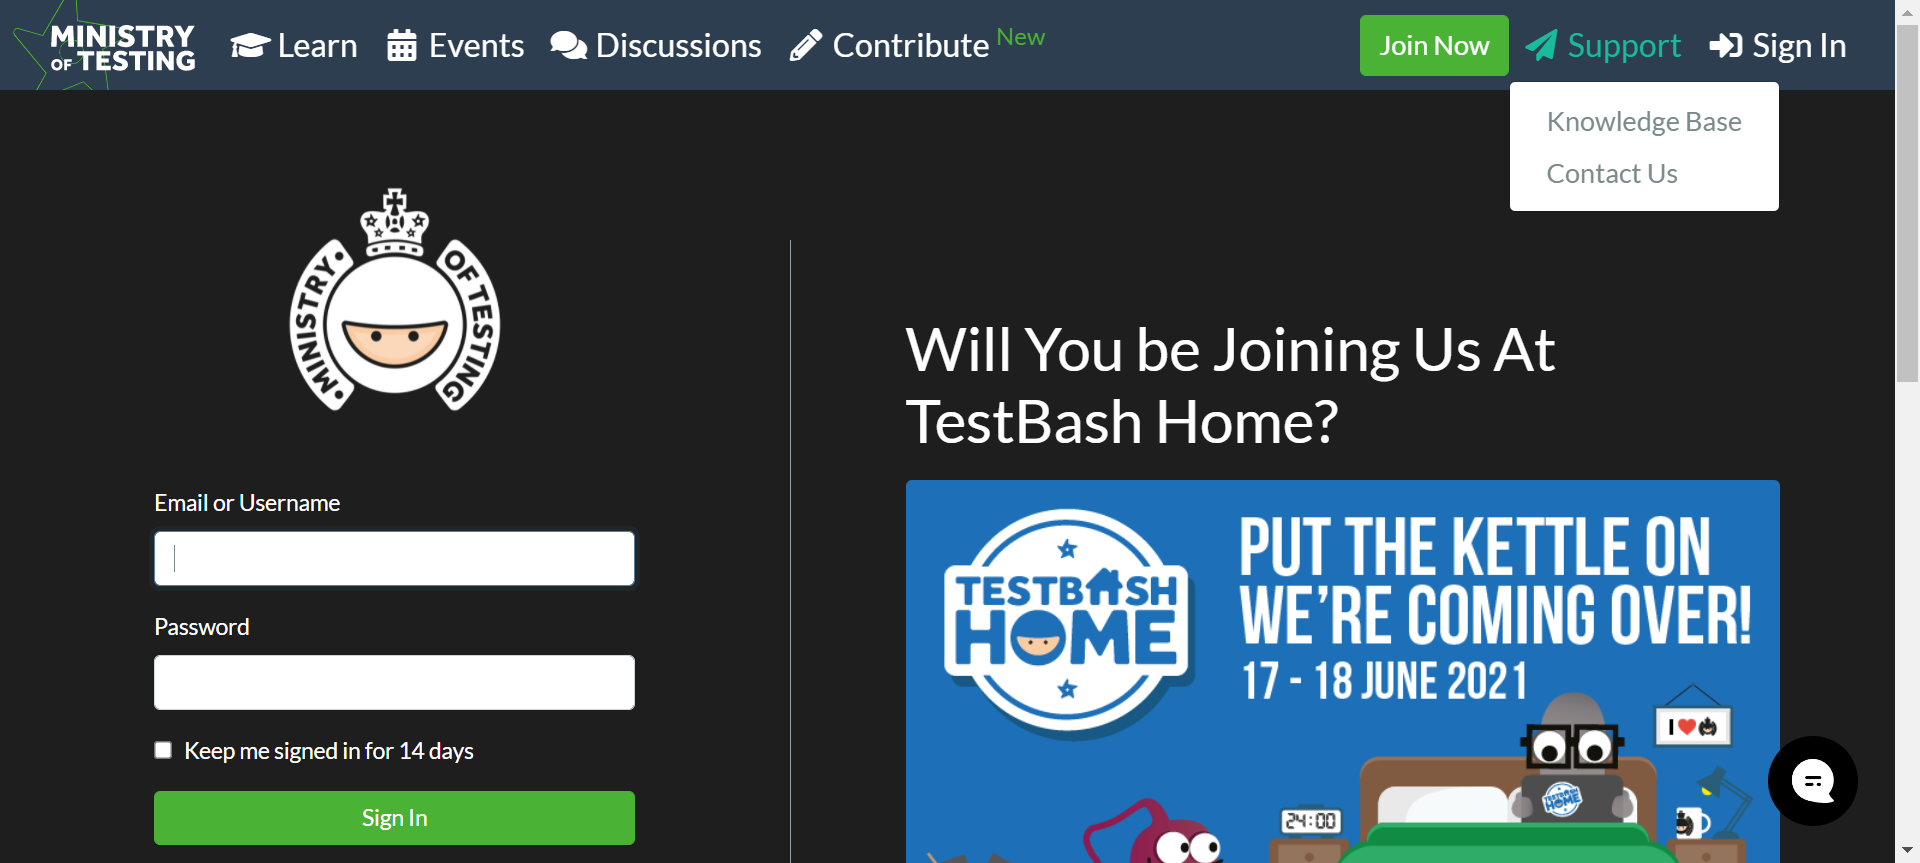 MINISTRY
OF TESTING
Learn
Events
Discussions
Contribute New
Join Now
Support
Sign In
Knowledge Base
Contact Us
MINISTRY OF TESTING
Email or Username
Password
Keep me signed in for 14 days
Sign In
Will You be Joining Us At
TestBash Home?
TESTBASH
HOME
PUT THE KETTLE ON
WE'RE COMING OVER!
17 - 18 JUNE 2021
I
TESTBASH
HOME
24:00